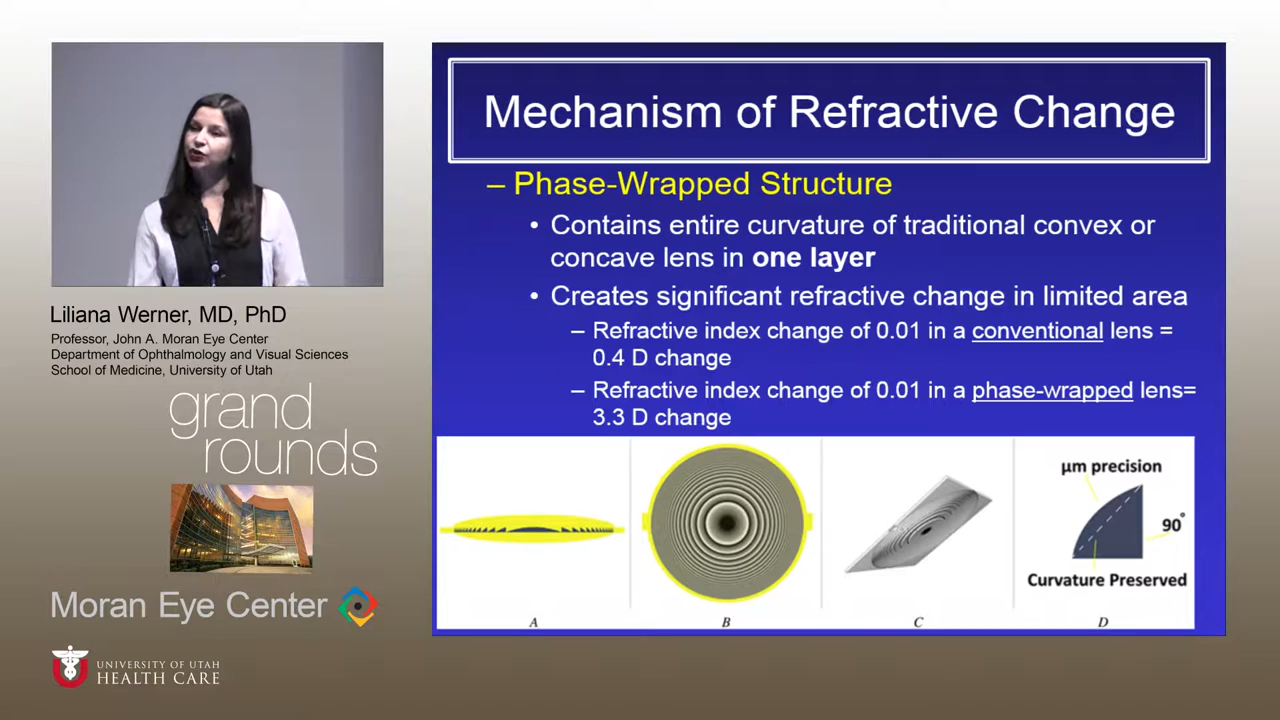 Mechanism of Refractive Change
– Phase-Wrapped Structure
• Contains entire curvature of traditional convex or
concave lens in one layer
• Creates significant refractive change in limited area
– Refractive index change of 0.01 in a conventional lens =
0.4 D change
– Refractive index change of 0.01 in a phase-wrapped lens=
3.3 D change
µm precision
90°
Curvature Preserved
A
B
C
D
Liliana Werner, MD, PhD
Professor, John A. Moran Eye Center
Department of Ophthalmology and Visual Sciences
School of Medicine, University of Utah
grand
rounds
Moran Eye Center
UNIVERSITY OF UTAH
HEALTH CARE